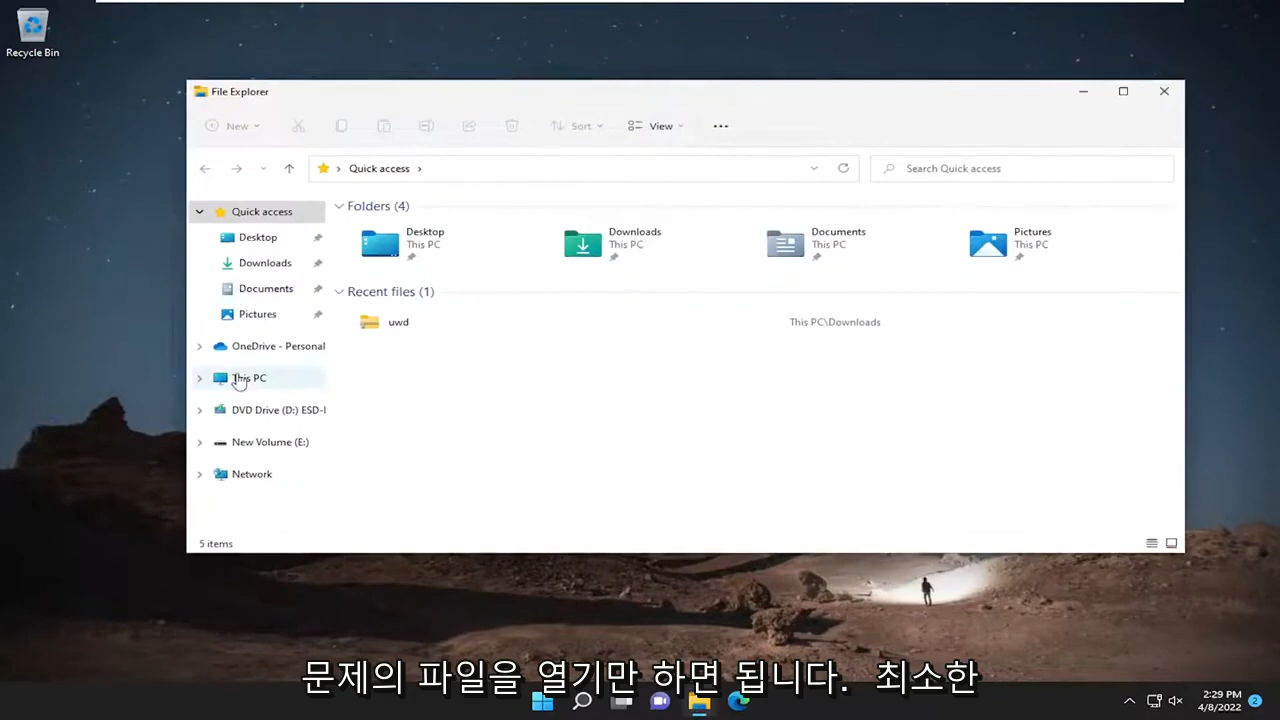 Recycle Bin
File Explorer
New
Sort
View
Quick access
Search Quick access
Quick access
Desktop
Downloads
Documents
Pictures
OneDrive - Personal
This PC
DVD Drive (D:) ESD-I
New Volume (E:)
Network
Folders (4)
Desktop
This PC
Downloads
This PC
Documents
This PC
Pictures
This PC
Recent files (1)
uwd
This PC\Downloads
5 items
문제의 파일을 열기만 하면 됩니다. 최소한
2:29 PM
4/8/2022
2